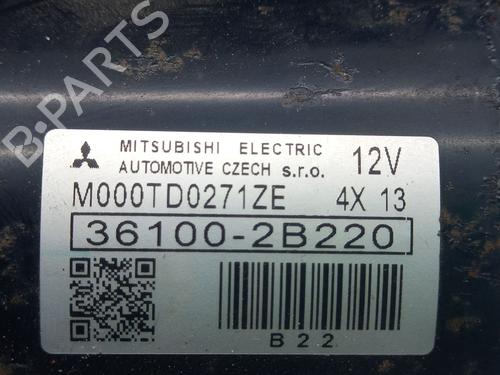 B-PARTS
MITSUBISHI ELECTRIC
AUTOMOTIVE CZECH s.r.o. 12V
M000TD0271ZE 4X 13
36100-2B220
B22